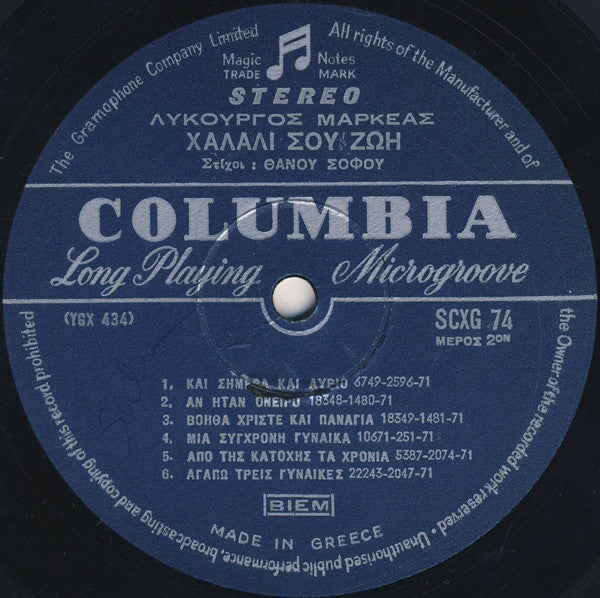 The Gramophone Company Limited
All rights of the Manufacturer and of
the Owner of the recorded work reserved • Unauthorised public performance, broadcasting and copying of this record prohibited
Magic Notes
TRADE MARK
STEREO
ΛΥΚΟΥΡΓΟΣ ΜΑΡΚΕΑΣ
ΧΑΛΑΛΙ ΣΟΥ ΖΩΗ
Στίχοι : ΘΑΝΟΥ ΣΟΦΟΥ
COLUMBIA
Long Playing Microgroove
(YGX 434)
SCXG 74
ΜΕΡΟΣ 2ΟΝ
1. ΚΑΙ ΣΗΜΕΡΑ ΚΑΙ ΑΥΡΙΟ 6749-2596-71
2. ΑΝ ΗΤΑΝ ΟΝΕΙΡΟ 18348-1480-71
3. ΒΟΗΘΑ ΧΡΙΣΤΕ ΚΑΙ ΠΑΝΑΓΙΑ 18349-1481-71
4. ΜΙΑ ΣΥΓΧΡΟΝΗ ΓΥΝΑΙΚΑ 10671-251-71
5. ΑΠΟ ΤΗΣ ΚΑΤΟΧΗΣ ΤΑ ΧΡΟΝΙΑ 5387-2074-71
6. ΑΓΑΠΩ ΤΡΕΙΣ ΓΥΝΑΙΚΕΣ 22243-2047-71
BIEM
MADE IN GREECE